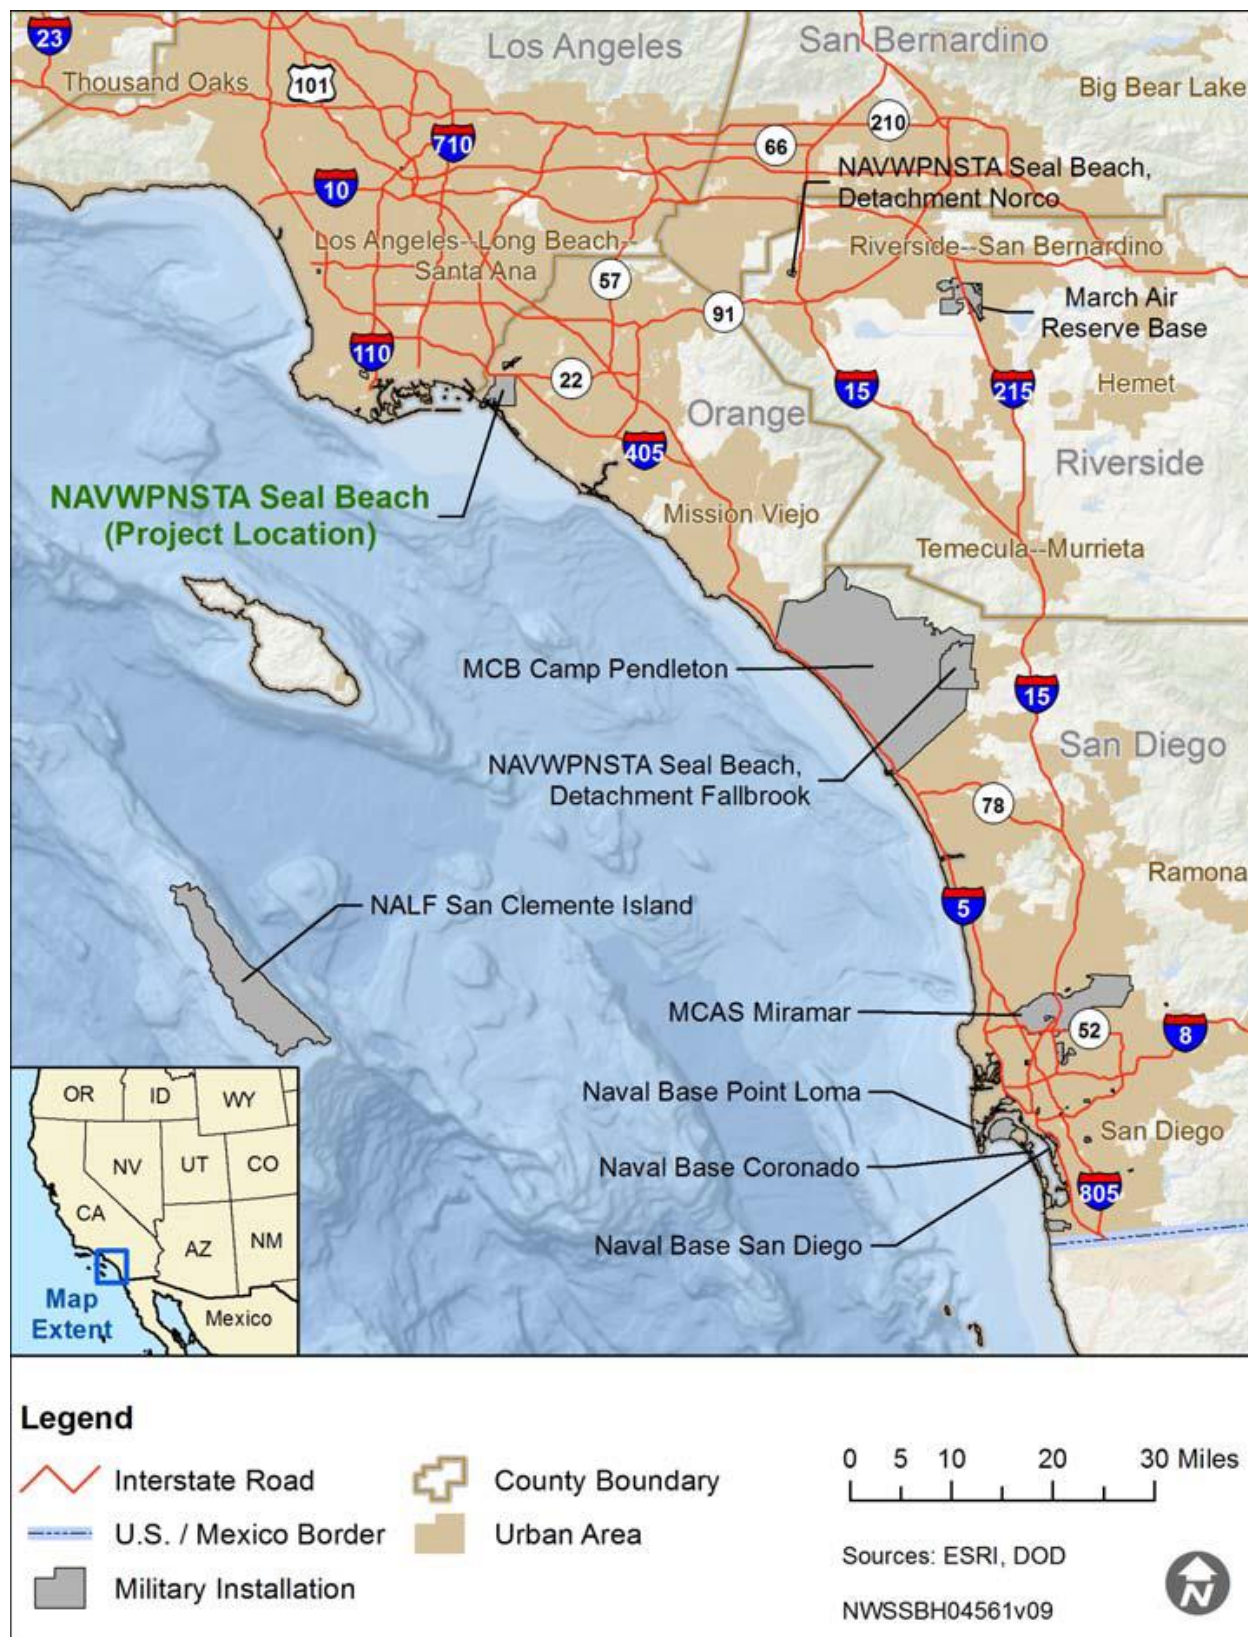 23
Los Angeles
San Bernardino
Thousand Oaks
101
Big Bear Lake
710
210
66
10
NAVWPNSTA Seal Beach,
Detachment Norco
Los Angeles--Long Beach--
Santa Ana
Riverside--San Bernardino
57
91
March Air
Reserve Base
110
22
15
215
Hemet
Orange
405
Riverside
NAVWPNSTA Seal Beach
(Project Location)
Mission Viejo
Temecula--Murrieta
MCB Camp Pendleton
15
San Diego
NAVWPNSTA Seal Beach,
Detachment Fallbrook
78
Ramona
NALF San Clemente Island
5
MCAS Miramar
52
8
Naval Base Point Loma
San Diego
Naval Base Coronado
805
Naval Base San Diego
OR
ID
WY
NV
UT
CO
CA
AZ
NM
Map
Extent
Mexico
Legend
Interstate Road
County Boundary
U.S. / Mexico Border
Urban Area
Military Installation
0 5 10 20 30 Miles
Sources: ESRI, DOD
NWSSBH04561v09
N